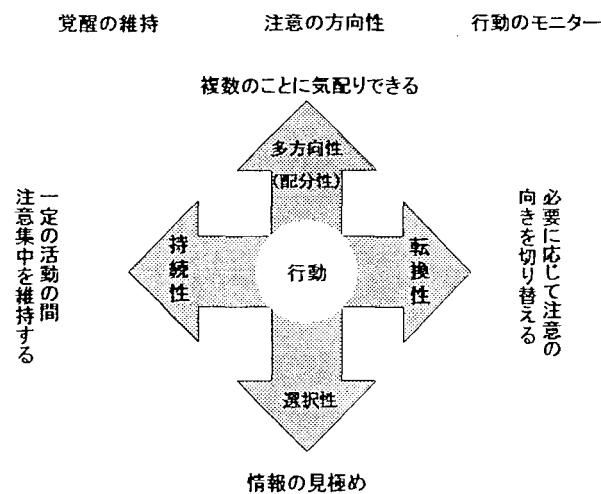 覚醒の維持 注意の方向性 行動のモニター
複数のことに気配りできる
多方向性
(配分性)
一定の活動の間
注意集中を維持する
持続性
行動
転換性
必要に応じて注意の
向きを切り替える
選択性
情報の見極め